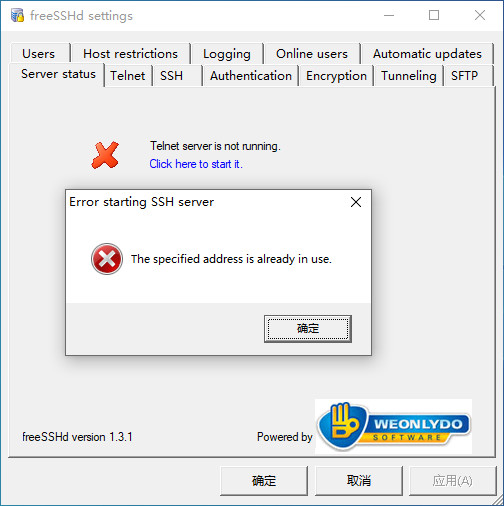 freeSSHd settings
Users Host restrictions Logging Online users Automatic updates
Server status Telnet SSH Authentication Encryption Tunneling SFTP
Telnet server is not running.
Click here to start it.
Error starting SSH server
The specified address is already in use.
确定
freeSSHd version 1.3.1
Powered by
WEONLYDO
SOFTWARE
确定 取消 应用(A)